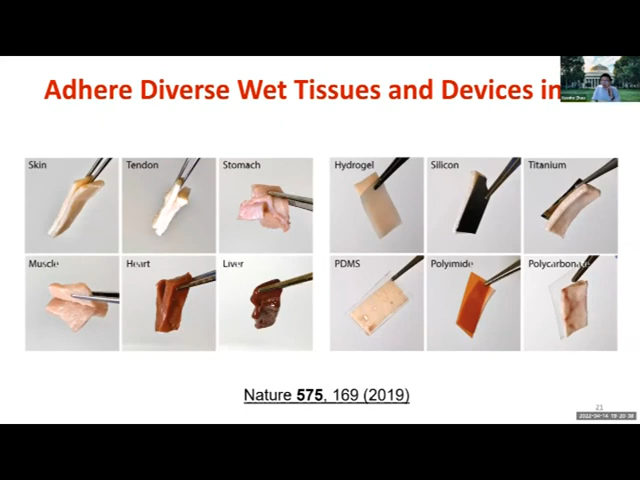 Adhere Diverse Wet Tissues and Devices in
Skin
Tendon
Stomach
Hydrogel
Silicon
Titanium
Muscle
Heart
Liver
PDMS
Polyimide
Polycarbonate
Nature 575, 169 (2019)
21